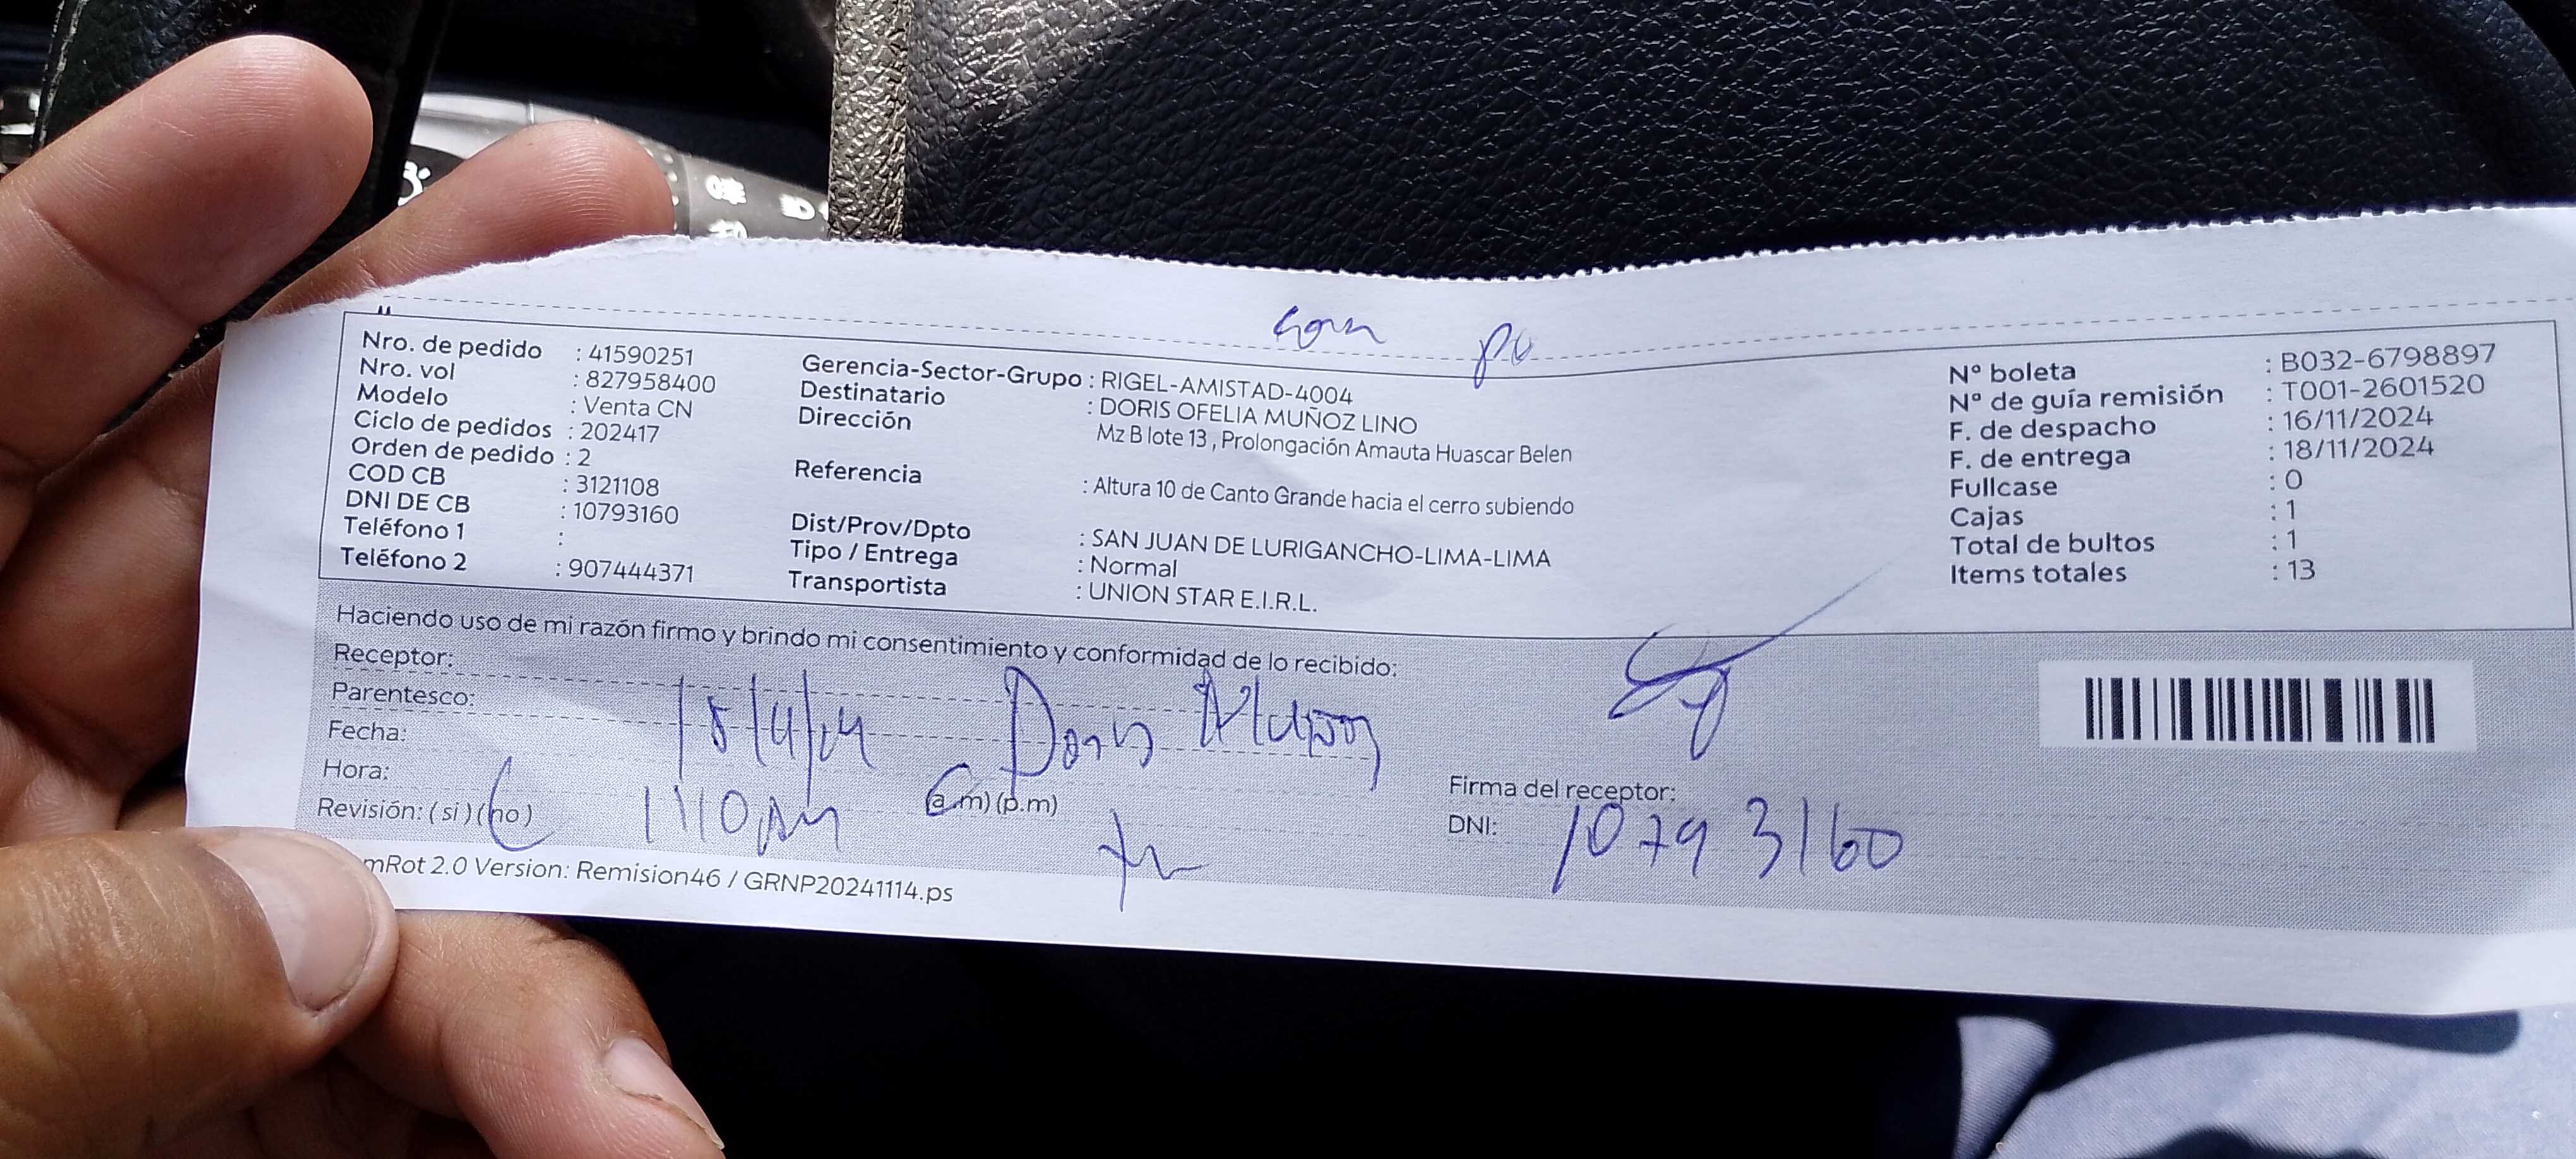 Nro. de pedido : 41590251
Nro. vol : 827958400
Modelo : Venta CN
Ciclo de pedidos : 202417
Orden de pedido : 2
COD CB : 3121108
DNI DE CB : 10793160
Teléfono 1 :
Teléfono 2 : 907444371
Gerencia-Sector-Grupo : RIGEL-AMISTAD-4004
Destinatario : DORIS OFELIA MUÑOZ LINO
Dirección Mz B lote 13 , Prolongación Amauta Huascar Belen
Referencia : Altura 10 de Canto Grande hacia el cerro subiendo
Dist/Prov/Dpto : SAN JUAN DE LURIGANCHO-LIMA-LIMA
Tipo / Entrega : Normal
Transportista : UNION STAR E.I.R.L.
Nº boleta : B032-6798897
Nº de guía remisión : T001-2601520
F. de despacho : 16/11/2024
F. de entrega : 18/11/2024
Fullcase : 0
Cajas : 1
Total de bultos : 1
Items totales : 13
Haciendo uso de mi razón firmo y brindo mi consentimiento y conformidad de lo recibido:
Receptor:
Parentesco:
Doris Muñoz
Fecha:
Hora: (a.m) (p.m)
Revisión: ( si ) ( no )
Firma del receptor:
DNI: 10793160
mRot 2.0 Version: Remision46 / GRNP20241114.ps